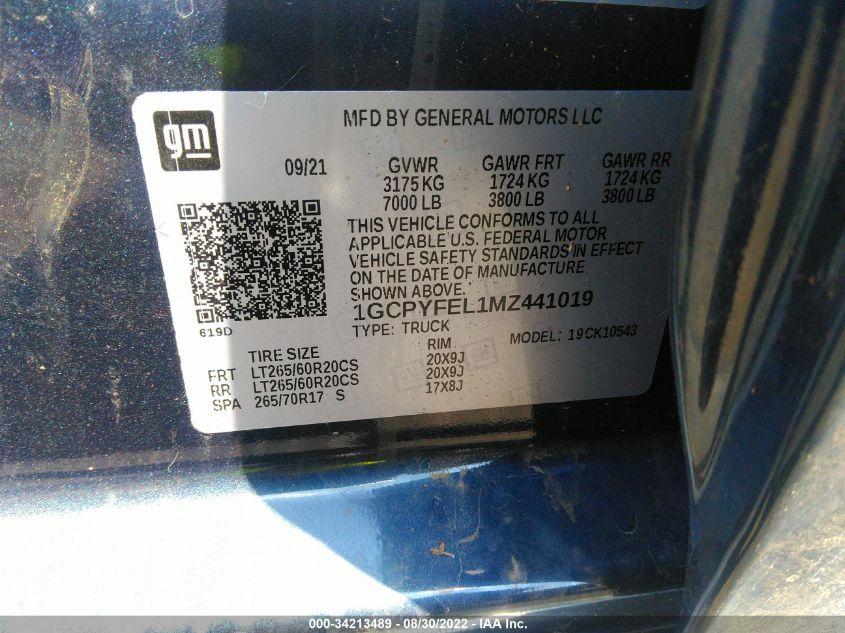 gm
MFD BY GENERAL MOTORS LLC
09/21 GVWR GAWR FRT GAWR RR
3175 KG 1724 KG 1724 KG
7000 LB 3800 LB 3800 LB
THIS VEHICLE CONFORMS TO ALL
APPLICABLE U.S. FEDERAL MOTOR
VEHICLE SAFETY STANDARDS IN EFFECT
ON THE DATE OF MANUFACTURE
SHOWN ABOVE.
1GCPYFEL1MZ441019
619D
TYPE: TRUCK MODEL: 19CK10543
TIRE SIZE RIM
FRT LT265/60R20CS 20X9J
RR LT265/60R20CS 20X9J
SPA 265/70R17 S 17X8J
000-34213489 - 08/30/2022 - IAA Inc.